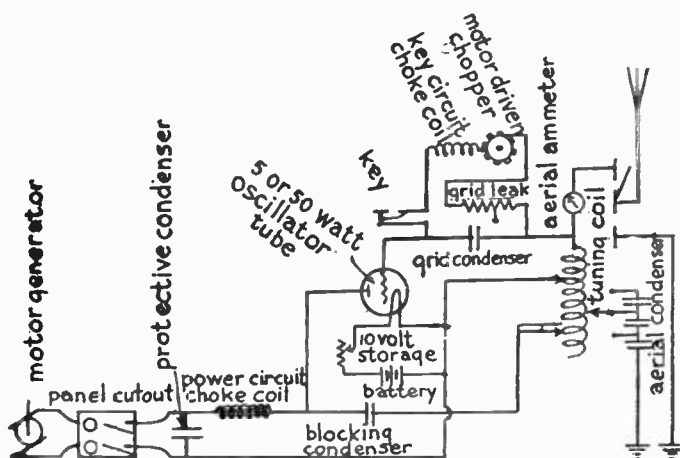 motor generator
panel cutout
protective condenser
power circuit
choke coil
5 or 50 watt
oscillator
tube
key
key circuit
choke coil
motor driven
chopper
grid leak
grid condenser
aerial ammeter
tuning coil
aerial condenser
10 volt
storage
battery
blocking
condenser